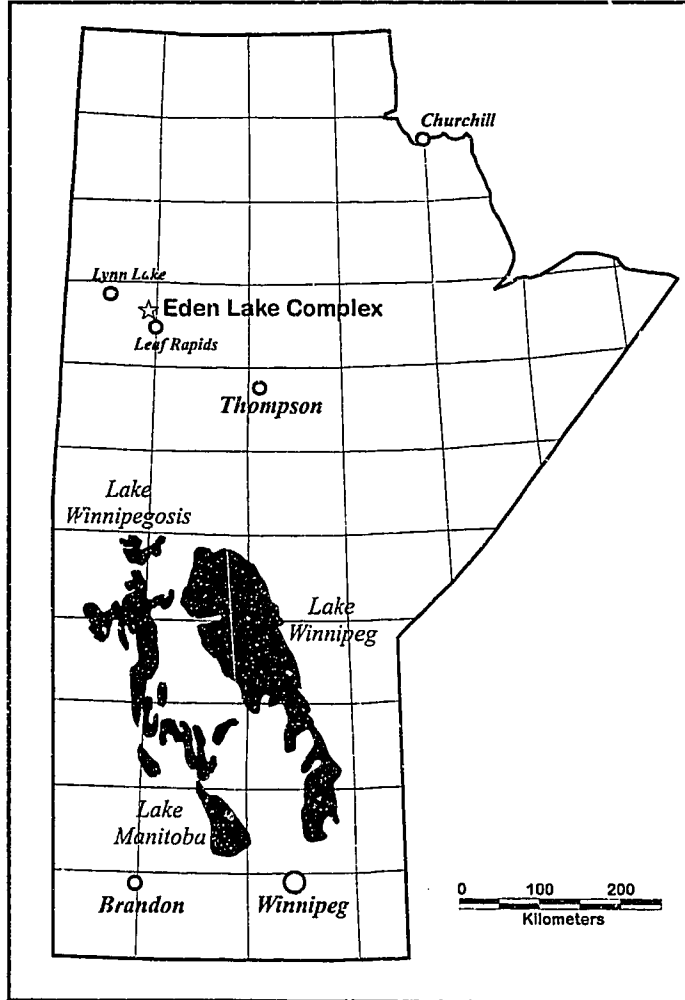 Churchill
Lynn Lake
Eden Lake Complex
Leaf Rapids
Thompson
Lake
Winnipegosis
Lake
Winnipeg
Lake
Manitoba
Brandon
Winnipeg
0 100 200
Kilometers